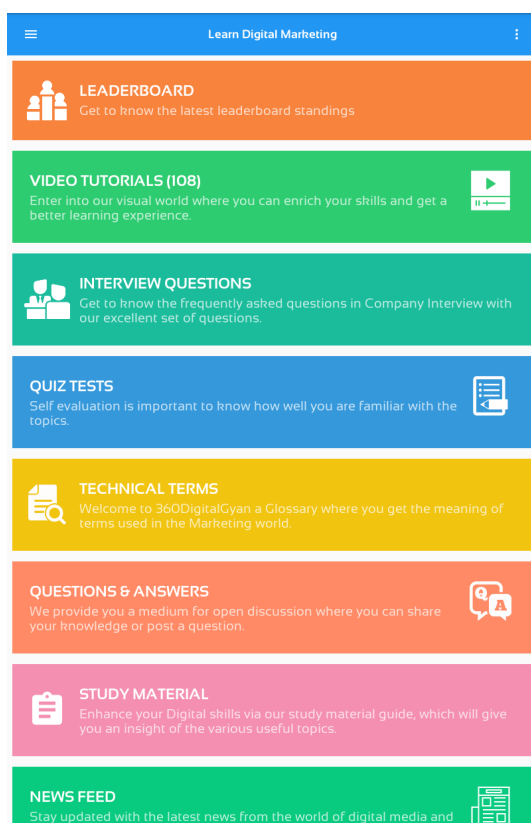 Learn Digital Marketing
LEADERBOARD
Get to know the latest leaderboard standings
VIDEO TUTORIALS (108)
Enter into our visual world where you can enrich your skills and get a
better learning experience.
INTERVIEW QUESTIONS
Get to know the frequently asked questions in Company Interview with
our excellent set of questions.
QUIZ TESTS
Self evaluation is important to know how well you are familiar with the
topics.
TECHNICAL TERMS
Welcome to 360DigitalGyan a Glossary where you get the meaning of
terms used in the Marketing world.
QUESTIONS & ANSWERS
We provide you a medium for open discussion where you can share
your knowledge or post a question.
Q
A
STUDY MATERIAL
Enhance your Digital skills via our study material guide, which will give
you an insight of the various useful topics.
NEWS FEED
Stay updated with the latest news from the world of digital media and